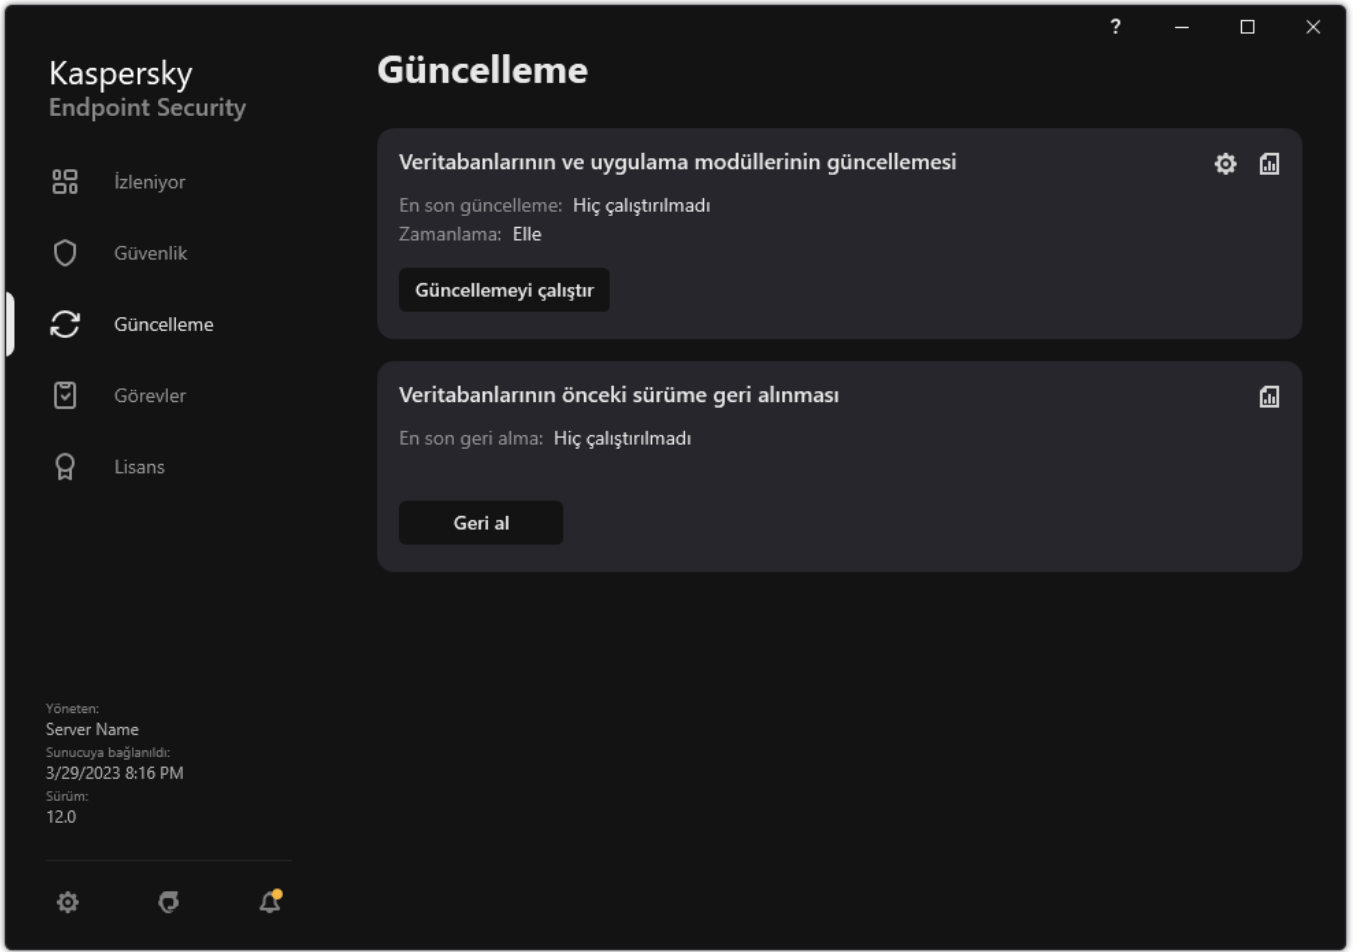 ?
Kaspersky
Endpoint Security
İzleniyor
Güvenlik
Güncelleme
Görevler
Lisans
Yöneten:
Server Name
Sunucuya bağlanıldı:
3/29/2023 8:16 PM
Sürüm:
12.0
Güncelleme
Veritabanlarının ve uygulama modüllerinin güncellemesi
En son güncelleme: Hiç çalıştırılmadı
Zamanlama: Elle
Güncellemeyi çalıştır
Veritabanlarının önceki sürüme geri alınması
En son geri alma: Hiç çalıştırılmadı
Geri al